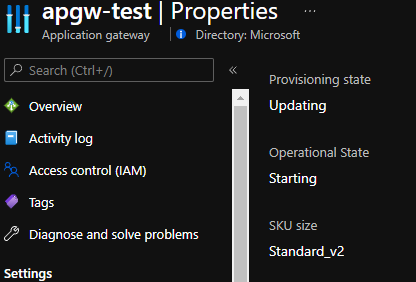 apgw-test | Properties ...
Application gateway
Directory: Microsoft
Search (Ctrl+/)
«
Overview
Activity log
Access control (IAM)
Tags
Diagnose and solve problems
Settings
Provisioning state
Updating
Operational State
Starting
SKU size
Standard_v2